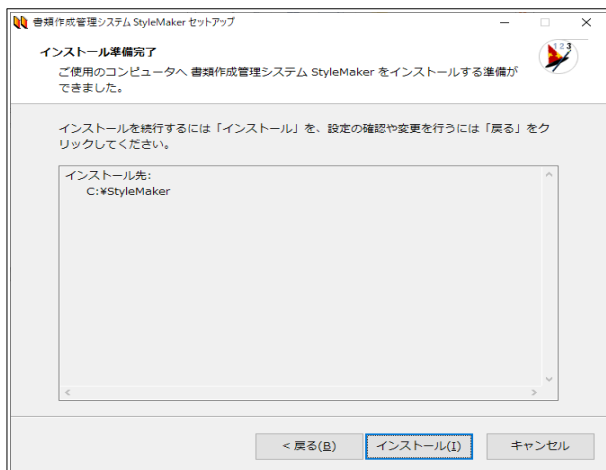 書類作成管理システム StyleMaker セットアップ
インストール準備完了
ご使用のコンピュータへ 書類作成管理システム StyleMaker をインストールする準備が
できました。
123
インストールを続行するには「インストール」を、設定の確認や変更を行うには「戻る」をク
リックしてください。
インストール先:
C:¥StyleMaker
< 戻る(B)
インストール(I)
キャンセル